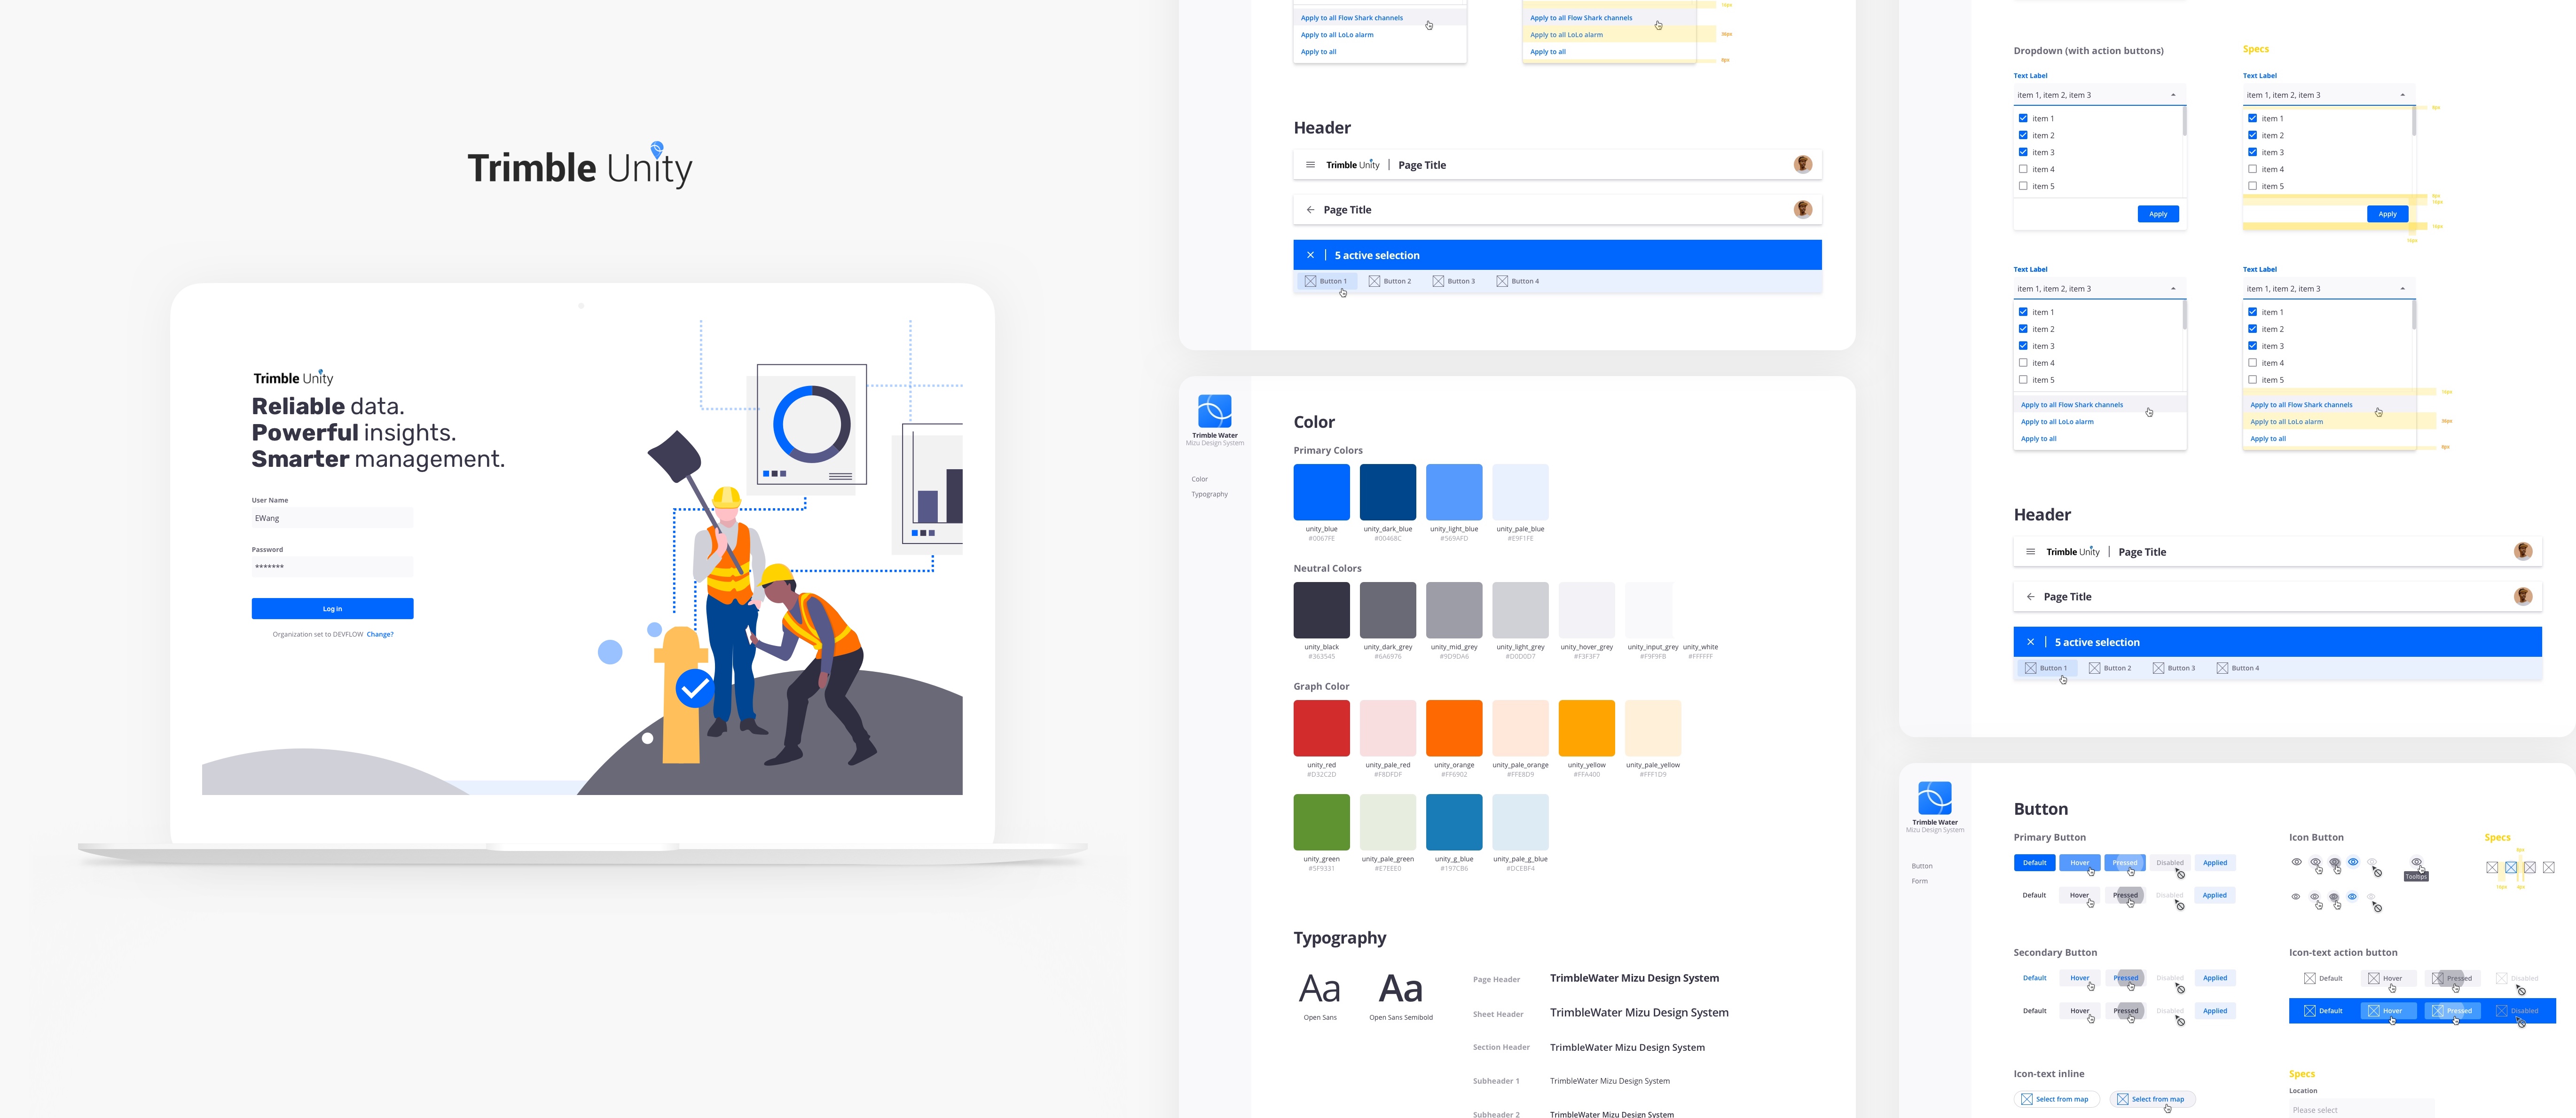 Trimble Unity
Trimble Unity
Reliable data.
Powerful insights.
Smarter management.
User Name
EWang
Password
*******
Log in
Organization set to DEVFLOW Change?
Apply to all Flow Shark channels
Apply to all LoLo alarm
Apply to all
Apply to all Flow Shark channels
Apply to all LoLo alarm
Apply to all
Header
Trimble Unity | Page Title
Page Title
5 active selection
Button 1
Button 2
Button 3
Button 4
Trimble Water
Mizu Design System
Color
Typography
Color
Primary Colors
unity_blue
#0067FE
unity_dark_blue
#00468C
unity_light_blue
#569AFD
unity_pale_blue
#E9F1FE
Neutral Colors
unity_black
#363545
unity_dark_grey
#6A6976
unity_mid_grey
#9D9DA6
unity_light_grey
#D0D0D7
unity_hover_grey
#F3F3F7
unity_input_grey
#F9F9FB
unity_white
#FFFFFF
Graph Color
unity_red
#D32C2D
unity_pale_red
#F8DFDF
unity_orange
#FF6902
unity_pale_orange
#FFE8D9
unity_yellow
#FFA400
unity_pale_yellow
#FFF1D9
unity_green
#5F9331
unity_pale_green
#E7EEE0
unity_g_blue
#197CB6
unity_pale_g_blue
#DCEBF4
Typography
Aa
Open Sans
Aa
Open Sans Semibold
Page Header
TrimbleWater Mizu Design System
Sheet Header
TrimbleWater Mizu Design System
Section Header
TrimbleWater Mizu Design System
Subheader 1
TrimbleWater Mizu Design System
Subheader 2
TrimbleWater Mizu Design System
Dropdown (with action buttons)
Specs
Text Label
item 1, item 2, item 3
item 1
item 2
item 3
item 4
item 5
Apply
Text Label
item 1, item 2, item 3
item 1
item 2
item 3
item 4
item 5
Apply
Text Label
item 1, item 2, item 3
item 1
item 2
item 3
item 4
item 5
Apply to all Flow Shark channels
Apply to all LoLo alarm
Apply to all
Text Label
item 1, item 2, item 3
item 1
item 2
item 3
item 4
item 5
Apply to all Flow Shark channels
Apply to all LoLo alarm
Apply to all
Header
Trimble Unity | Page Title
Page Title
5 active selection
Button 1
Button 2
Button 3
Button 4
Trimble Water
Mizu Design System
Button
Form
Button
Primary Button
Default Hover Pressed Disabled Applied
Default Hover Pressed Disabled Applied
Icon Button
Tooltips
Specs
Secondary Button
Default Hover Pressed Disabled Applied
Default Hover Pressed Disabled Applied
Icon-text action button
Default Hover Pressed Disabled
Default Hover Pressed Disabled
Icon-text inline
Select from map
Select from map
Specs
Location
Please select